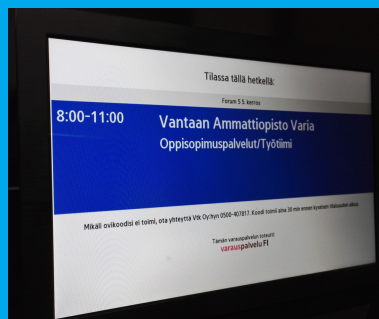 Tilassa tällä hetkellä:
Forum 5 5. kerros
8:00-11:00
Vantaan Ammattiopisto Varia
Oppisopimuspalvelut/Työtiimi
Mikäli ovikoodisi ei toimi, ota yhteyttä Vtk Oy:hyn 0500-407817. Koodi toimii aina 30 min ennen kyseisen tilaisuuden alkua.
Tämän varauspalvelun toteutti
varauspalvelu FI